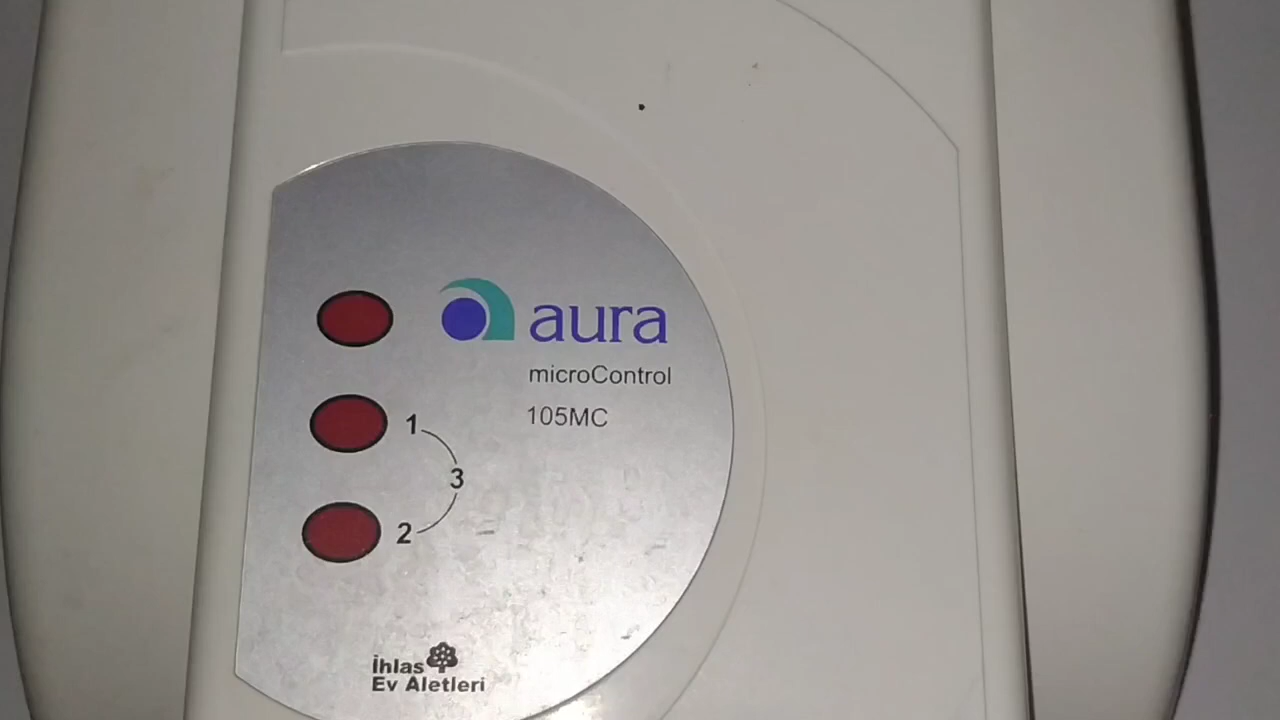 aura
microControl
105MC
1
3
2
İhlas
Ev Aletleri